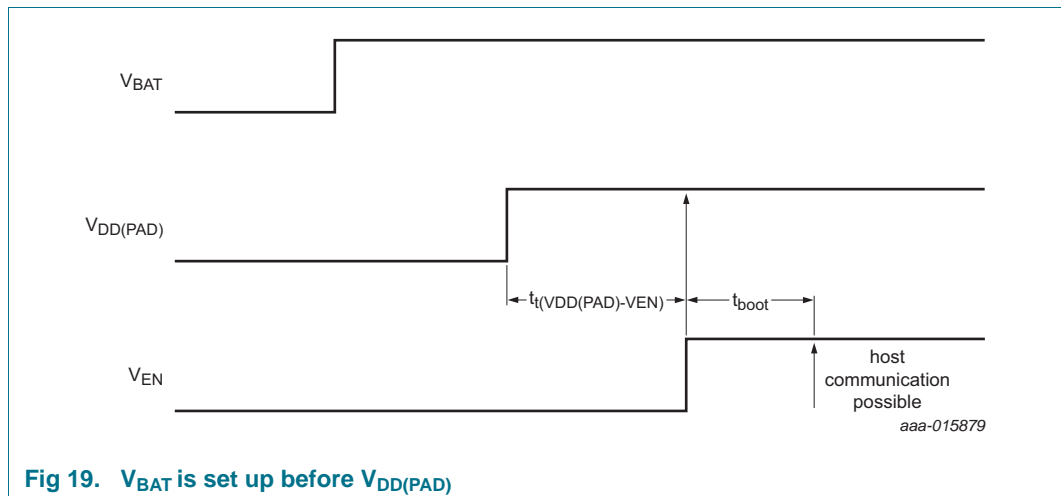 VBAT
VDD(PAD)
tt(VDD(PAD)-VEN)
tboot
VEN
host
communication
possible
aaa-015879
Fig 19. VBAT is set up before VDD(PAD)